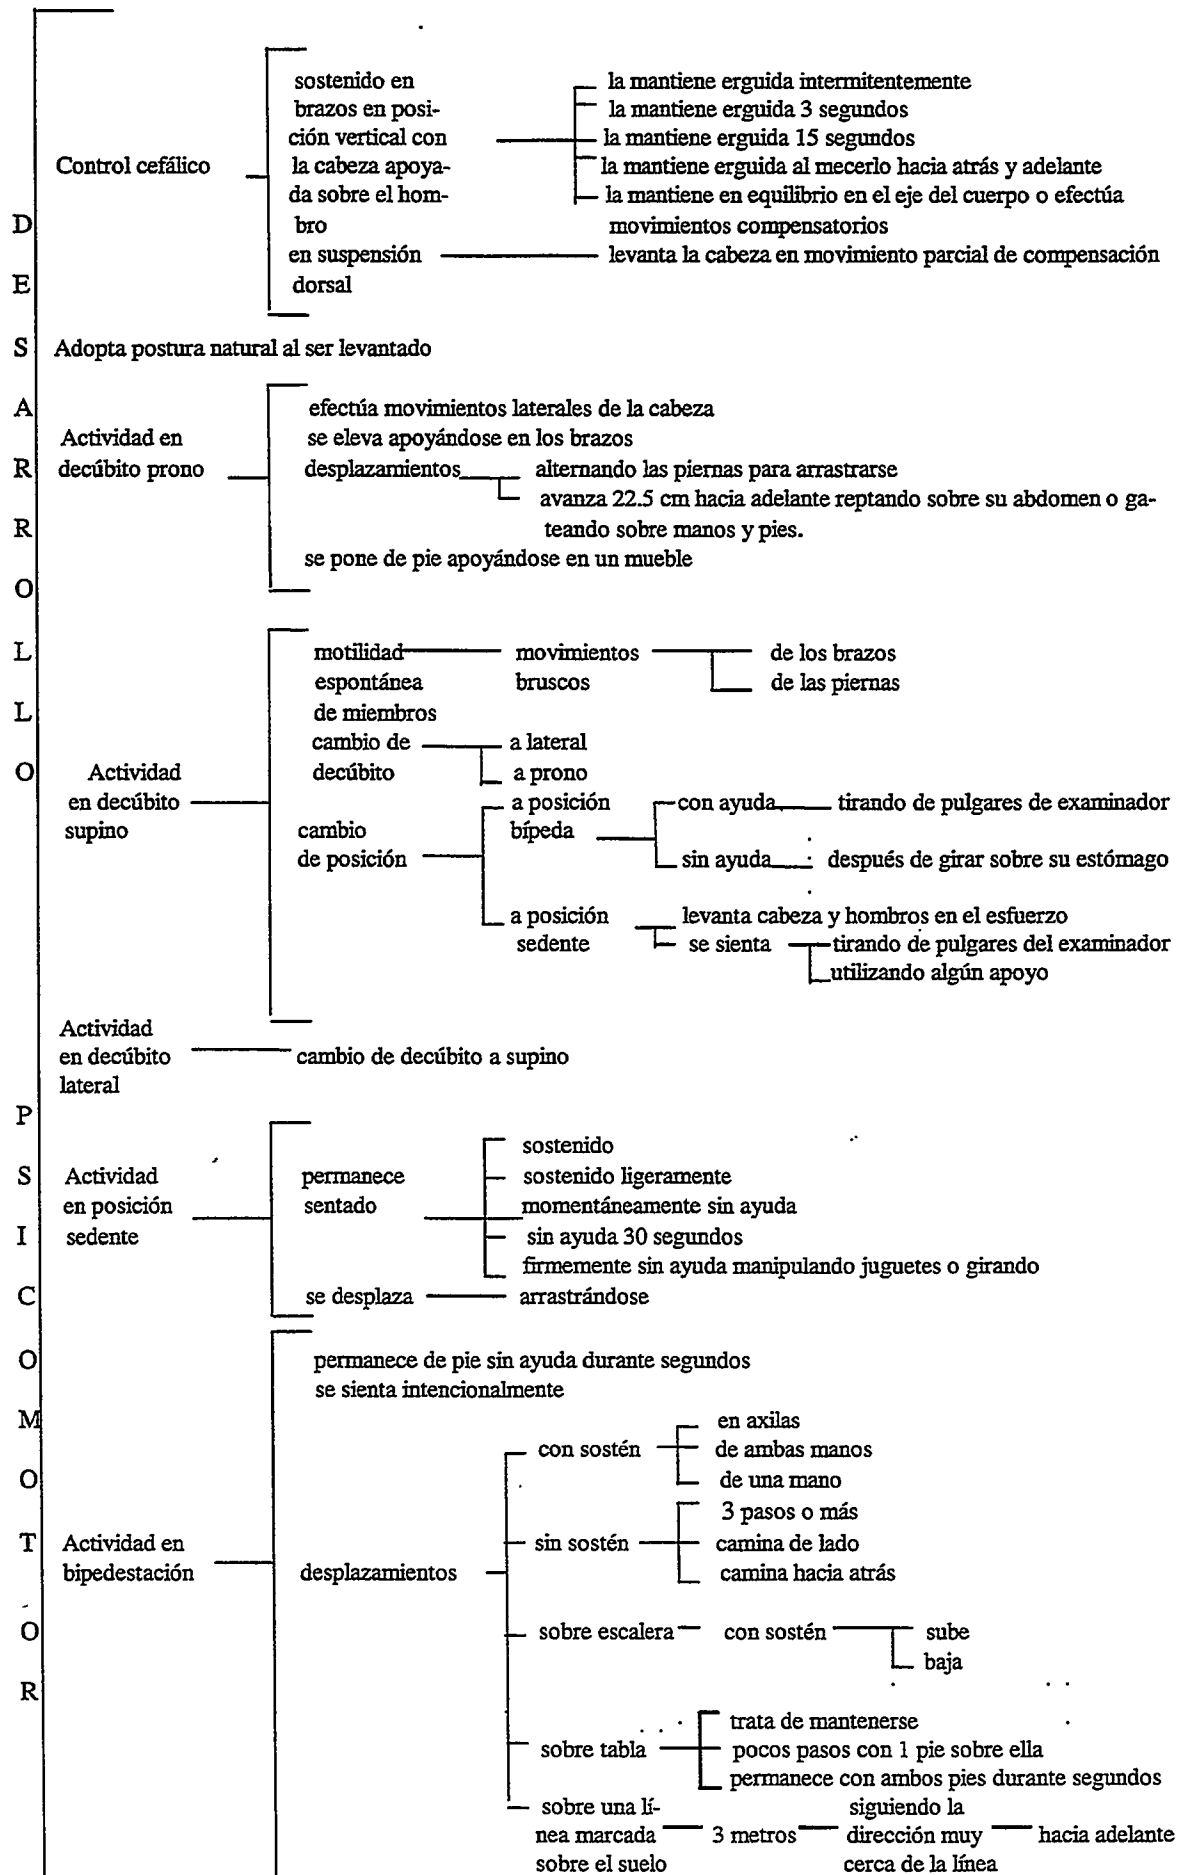 DESARROLLO PSICOMOTOR
Control cefálico
sostenido en
brazos en posi-
ción vertical con
la cabeza apoya-
da sobre el hom-
bro
la mantiene erguida intermitentemente
la mantiene erguida 3 segundos
la mantiene erguida 15 segundos
la mantiene erguida al mecerlo hacia atrás y adelante
la mantiene en equilibrio en el eje del cuerpo o efectúa
movimientos compensatorios
en suspensión
dorsal
levanta la cabeza en movimiento parcial de compensación
Adopta postura natural al ser levantado
Actividad en
decúbito prono
efectúa movimientos laterales de la cabeza
se eleva apoyándose en los brazos
desplazamientos
alternando las piernas para arrastrarse
avanza 22.5 cm hacia adelante reptando sobre su abdomen o ga-
teando sobre manos y pies.
se pone de pie apoyándose en un mueble
Actividad
en decúbito
supino
motilidad
espontánea
de miembros
movimientos
bruscos
de los brazos
de las piernas
cambio de
decúbito
a lateral
a prono
cambio
de posición
a posición
bípeda
con ayuda
tirando de pulgares de examinador
sin ayuda
después de girar sobre su estómago
a posición
sedente
levanta cabeza y hombros en el esfuerzo
se sienta
tirando de pulgares del examinador
utilizando algún apoyo
Actividad
en decúbito
lateral
cambio de decúbito a supino
Actividad
en posición
sedente
permanece
sentado
sostenido
sostenido ligeramente
momentáneamente sin ayuda
sin ayuda 30 segundos
firmemente sin ayuda manipulando juguetes o girando
se desplaza
arrastrándose
Actividad en
bipedestación
permanece de pie sin ayuda durante segundos
se sienta intencionalmente
desplazamientos
con sostén
en axilas
de ambas manos
de una mano
sin sostén
3 pasos o más
camina de lado
camina hacia atrás
sobre escalera
con sostén
sube
baja
sobre tabla
trata de mantenerse
pocos pasos con 1 pie sobre ella
permanece con ambos pies durante segundos
sobre una lí-
nea marcada
sobre el suelo
3 metros
siguiendo la
dirección muy
cerca de la línea
hacia adelante